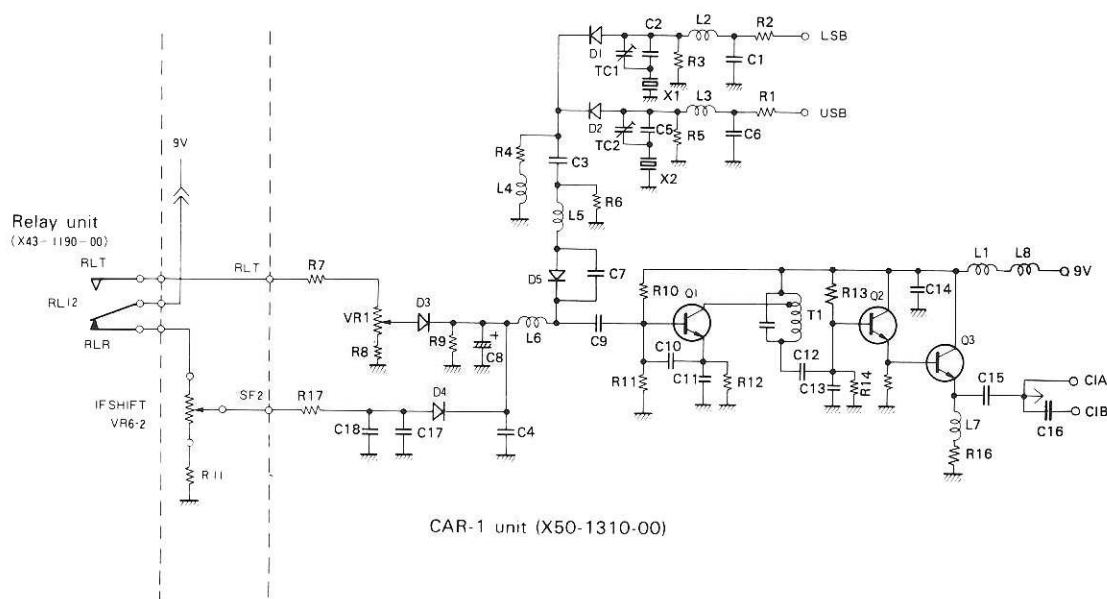 C2
L2
R2
LSB
D1
TC1
R3
C1
X1
L3
R1
USB
D2
C5
TC2
R5
C6
X2
9V
R4
C3
L4
R6
L5
Relay unit
(X43-1190-00)
RLT
RLT
R7
D5
C7
L1
L8
9V
RL12
R10
Q1
R13
Q2
C14
VR1
D3
T1
RLR
R8
R9
C8
+
L6
C9
C10
C12
Q3
R11
C11
R12
C13
R14
C15
CIA
IFSHIFT
VR6-2
SF2
R17
D4
CIB
C16
C18
C17
C4
L7
R11
R16
CAR-1 unit (X50-1310-00)